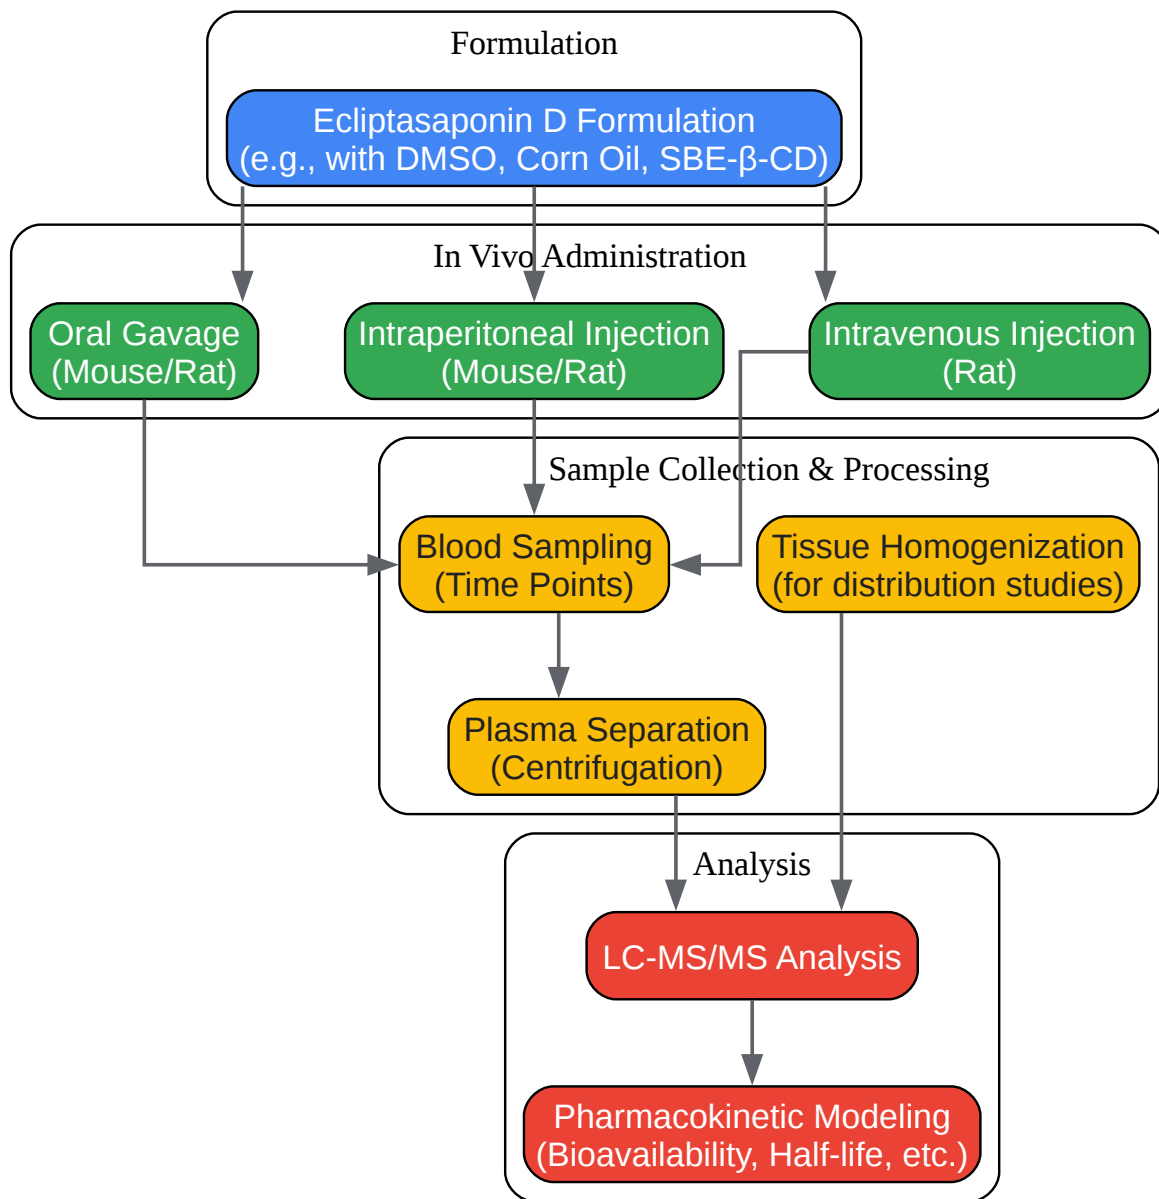 Formulation
Ecliptasaponin D Formulation
(e.g., with DMSO, Corn Oil, SBE-β-CD)
In Vivo Administration
Oral Gavage
(Mouse/Rat)
Intraperitoneal Injection
(Mouse/Rat)
Intravenous Injection
(Rat)
Sample Collection & Processing
Blood Sampling
(Time Points)
Tissue Homogenization
(for distribution studies)
Plasma Separation
(Centrifugation)
Analysis
LC-MS/MS Analysis
Pharmacokinetic Modeling
(Bioavailability, Half-life, etc.)